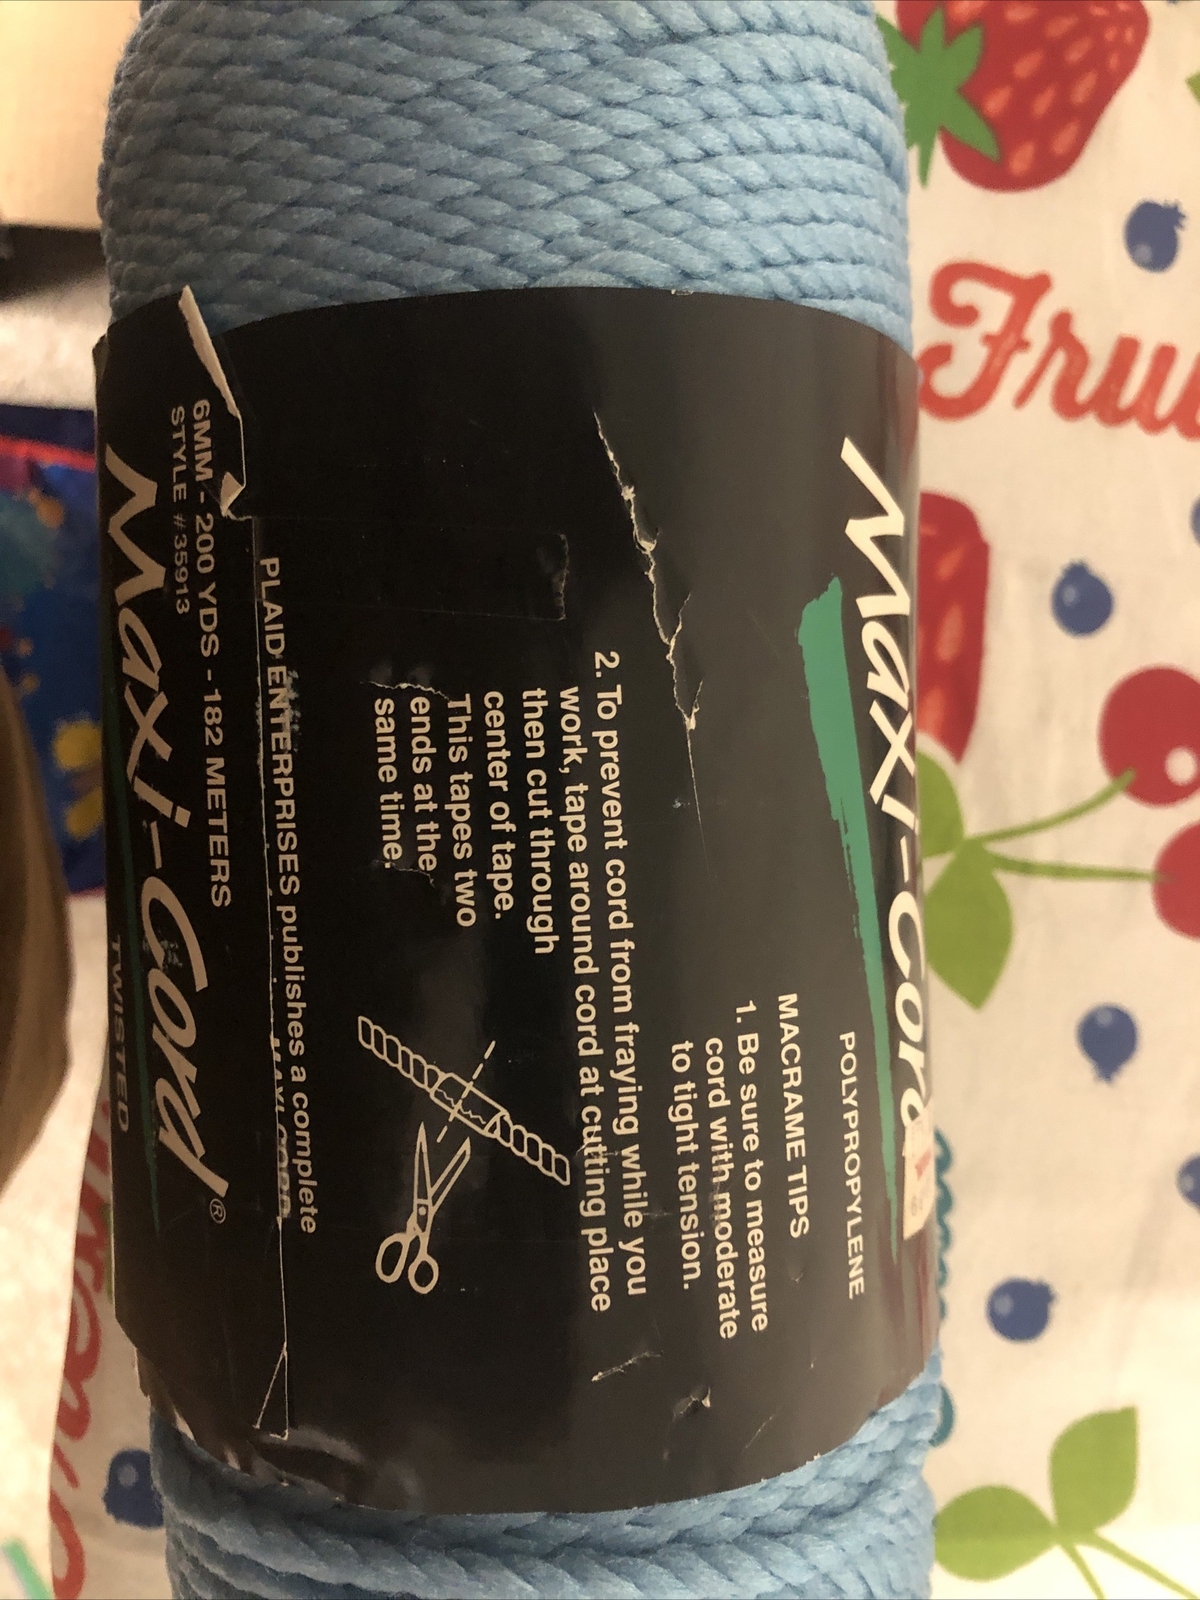 Maxi-Cord
POLYPROPYLENE
MACRAME TIPS
1. Be sure to measure
cord with moderate
to tight tension.
2. To prevent cord from fraying while you
work, tape around cord at cutting place
then cut through
center of tape.
This tapes two
ends at the
same time.
PLAID ENTERPRISES publishes a complete
MAXI CORD
6MM - 200 YDS - 182 METERS
STYLE #35913
Maxi-Cord®
TWISTED
Fru